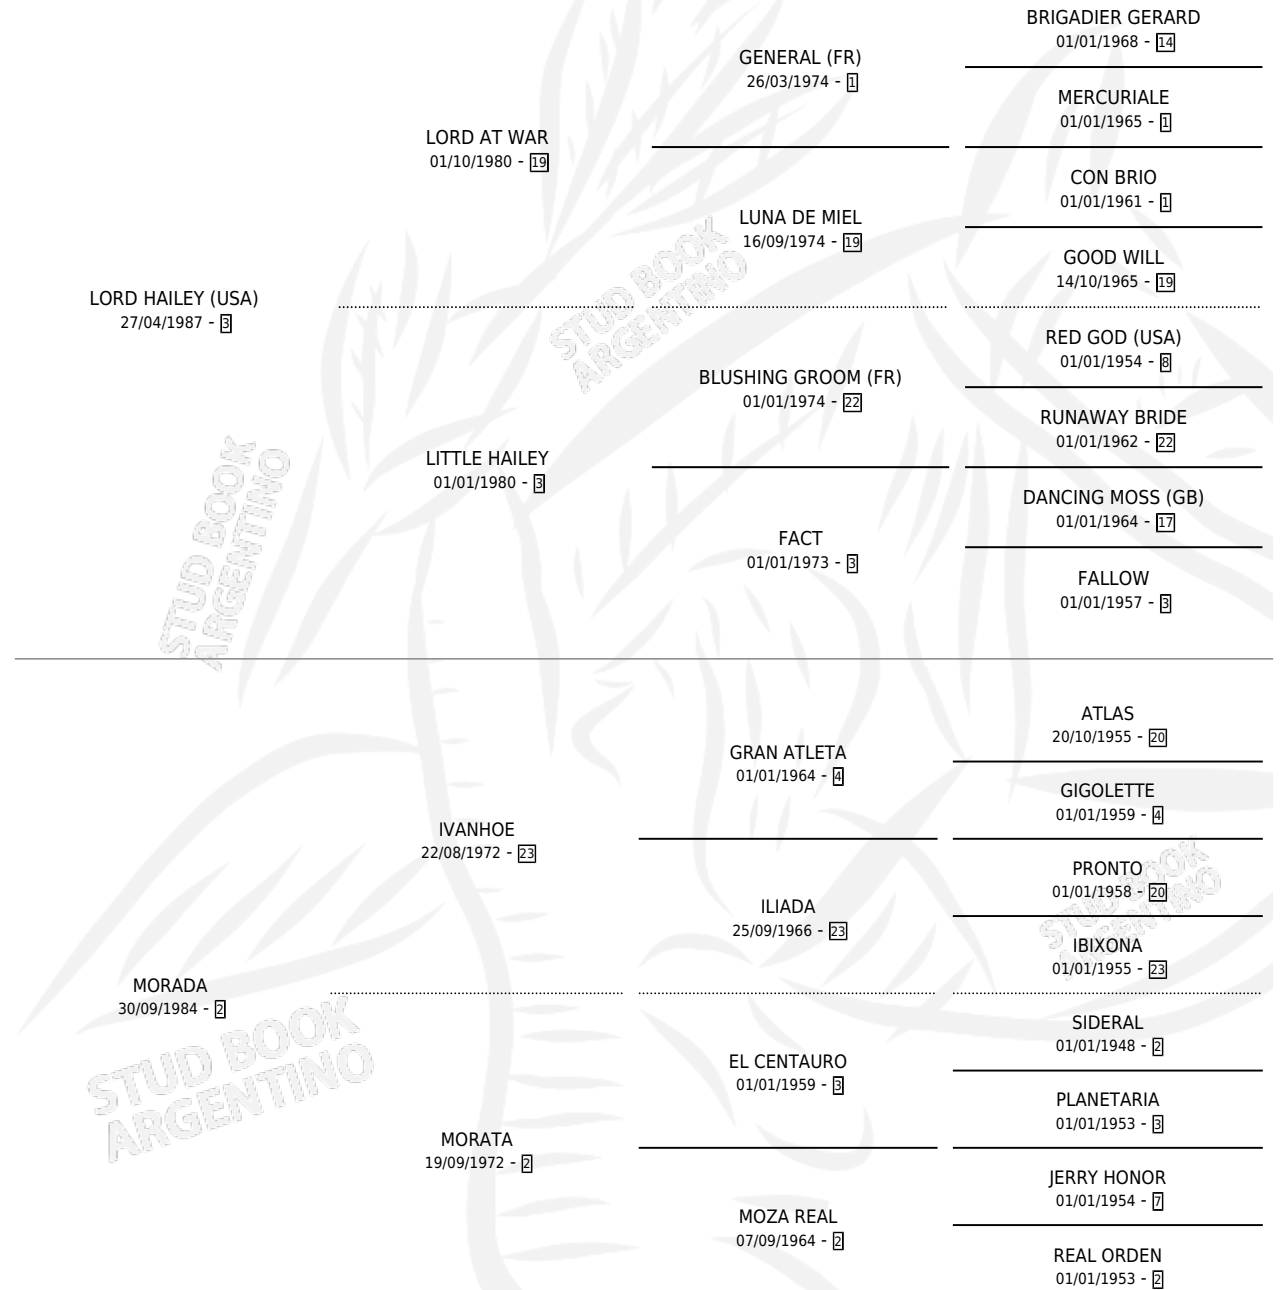 BRIGADIER GERARD
01/01/1968 - 14
GENERAL (FR)
26/03/1974 - 1
MERCURIALE
01/01/1965 - 1
LORD AT WAR
01/10/1980 - 19
CON BRIO
01/01/1961 - 1
LUNA DE MIEL
16/09/1974 - 19
GOOD WILL
14/10/1965 - 19
LORD HAILEY (USA)
27/04/1987 - 3
RED GOD (USA)
01/01/1954 - 8
BLUSHING GROOM (FR)
01/01/1974 - 22
RUNAWAY BRIDE
01/01/1962 - 22
LITTLE HAILEY
01/01/1980 - 3
DANCING MOSS (GB)
01/01/1964 - 17
FACT
01/01/1973 - 3
FALLOW
01/01/1957 - 3
ATLAS
20/10/1955 - 20
GRAN ATLETA
01/01/1964 - 4
GIGOLETTE
01/01/1959 - 4
IVANHOE
22/08/1972 - 23
PRONTO
01/01/1958 - 20
ILIADA
25/09/1966 - 23
IBIXONA
01/01/1955 - 23
MORADA
30/09/1984 - 2
SIDERAL
01/01/1948 - 2
EL CENTAURO
01/01/1959 - 3
PLANETARIA
01/01/1953 - 3
MORATA
19/09/1972 - 2
JERRY HONOR
01/01/1954 - 7
MOZA REAL
07/09/1964 - 2
REAL ORDEN
01/01/1953 - 2
STUD BOOK
ARGENTINO
STUD BOOK
ARGENTINO
STUD BOOK
ARGENTINO
STUD BOOK
ARGENTINO